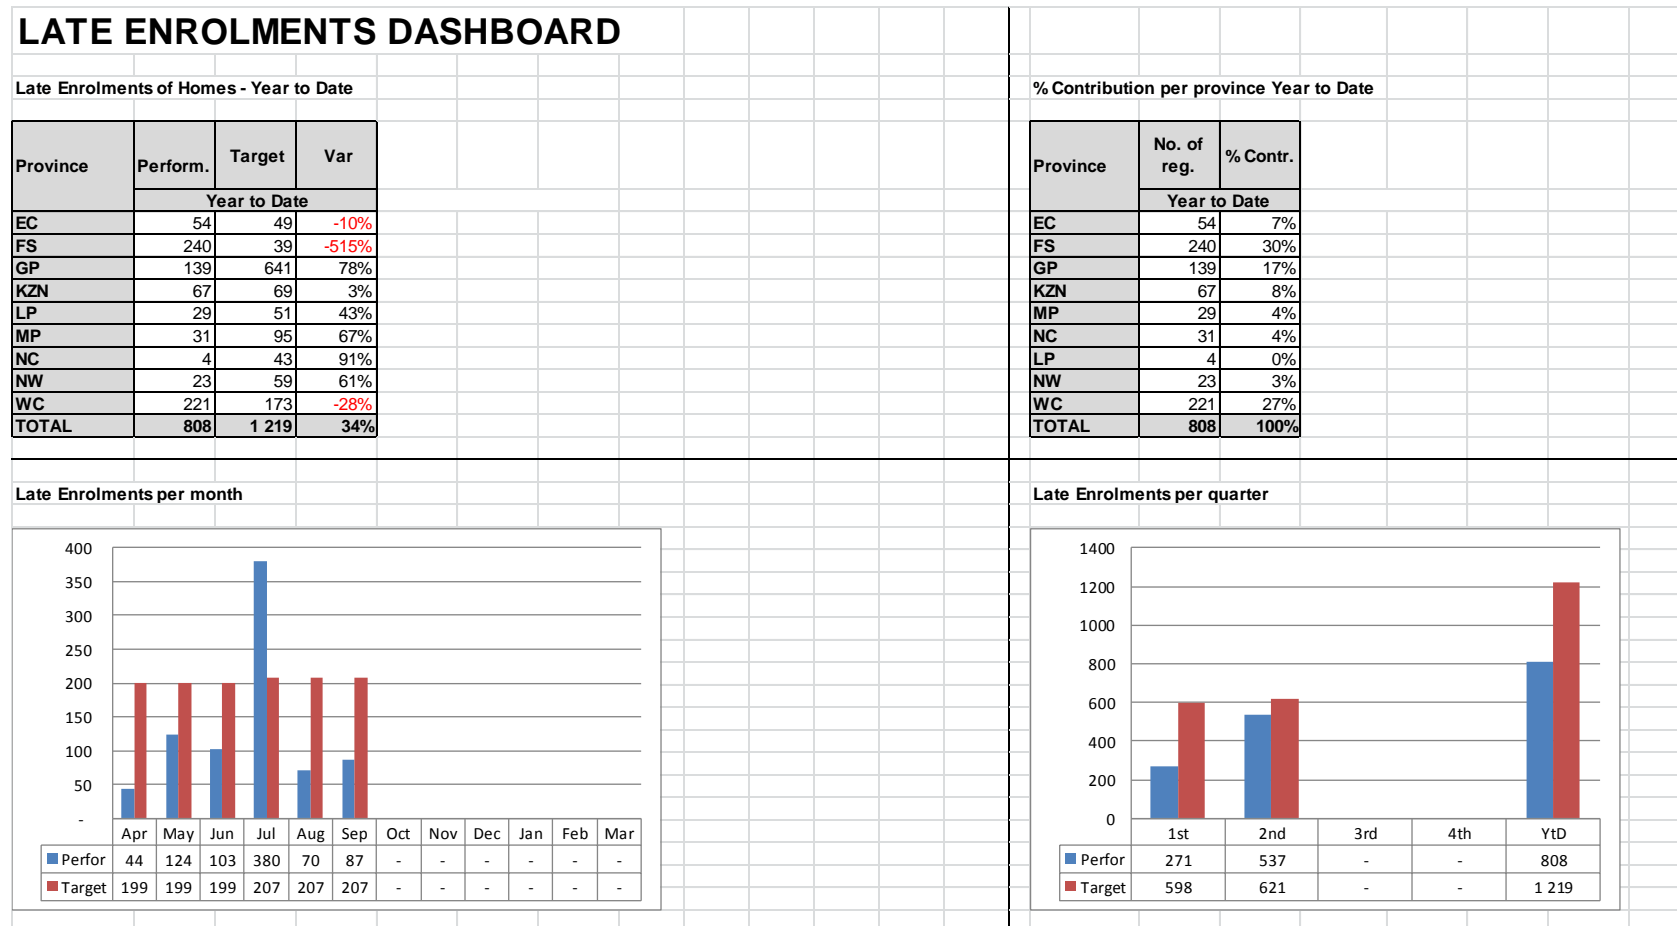 LATE ENROLMENTS DASHBOARD
Late Enrolments of Homes - Year to Date
Province Perform. Target Var
Year to Date
EC 54 49 -10%
FS 240 39 -515%
GP 139 641 78%
KZN 67 69 3%
LP 29 51 43%
MP 31 95 67%
NC 4 43 91%
NW 23 59 61%
WC 221 173 -28%
TOTAL 808 1 219 34%
% Contribution per province Year to Date
Province No. of reg. % Contr.
Year to Date
EC 54 7%
FS 240 30%
GP 139 17%
KZN 67 8%
MP 29 4%
NC 31 4%
LP 4 0%
NW 23 3%
WC 221 27%
TOTAL 808 100%
Late Enrolments per month
400
350
300
250
200
150
100
50
-
Apr May Jun Jul Aug Sep Oct Nov Dec Jan Feb Mar
Perfor 44 124 103 380 70 87 - - - - - -
Target 199 199 199 207 207 207 - - - - - -
Late Enrolments per quarter
1400
1200
1000
800
600
400
200
0
1st 2nd 3rd 4th YtD
Perfor 271 537 - - 808
Target 598 621 - - 1 219